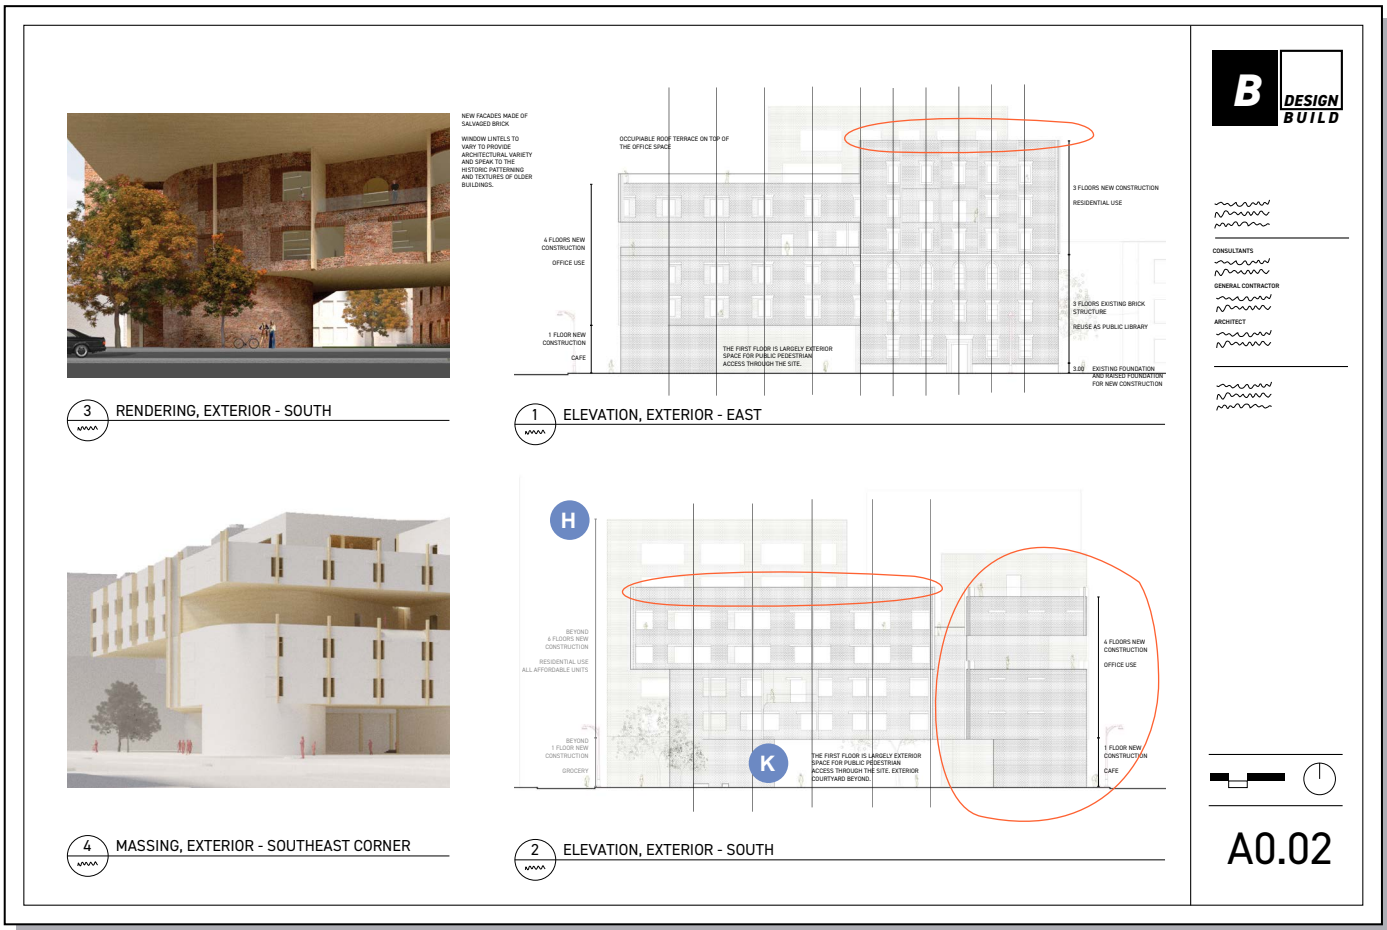 NEW FACADES MADE OF
SALVAGED BRICK
WINDOW LINTELS TO
VARY TO PROVIDE
ARCHITECTURAL VARIETY
AND SPEAK TO THE
HISTORIC PATTERNING
AND TEXTURES OF OLDER
BUILDINGS.
3 RENDERING, EXTERIOR - SOUTH
OCCUPIABLE ROOF TERRACE ON TOP OF
THE OFFICE SPACE
4 FLOORS NEW
CONSTRUCTION
OFFICE USE
1 FLOOR NEW
CONSTRUCTION
CAFE
THE FIRST FLOOR IS LARGELY EXTERIOR
SPACE FOR PUBLIC PEDESTRIAN
ACCESS THROUGH THE SITE.
3 FLOORS NEW CONSTRUCTION
RESIDENTIAL USE
3 FLOORS EXISTING BRICK
STRUCTURE
REUSE AS PUBLIC LIBRARY
3.00 EXISTING FOUNDATION
AND RAISED FOUNDATION
FOR NEW CONSTRUCTION
1 ELEVATION, EXTERIOR - EAST
4 MASSING, EXTERIOR - SOUTHEAST CORNER
H
BEYOND
6 FLOORS NEW
CONSTRUCTION
RESIDENTIAL USE
ALL AFFORDABLE UNITS
BEYOND
1 FLOOR NEW
CONSTRUCTION
GROCERY
K
THE FIRST FLOOR IS LARGELY EXTERIOR
SPACE FOR PUBLIC PEDESTRIAN
ACCESS THROUGH THE SITE. EXTERIOR
COURTYARD BEYOND.
4 FLOORS NEW
CONSTRUCTION
OFFICE USE
1 FLOOR NEW
CONSTRUCTION
CAFE
2 ELEVATION, EXTERIOR - SOUTH
B DESIGN
BUILD
CONSULTANTS
GENERAL CONTRACTOR
ARCHITECT
A0.02